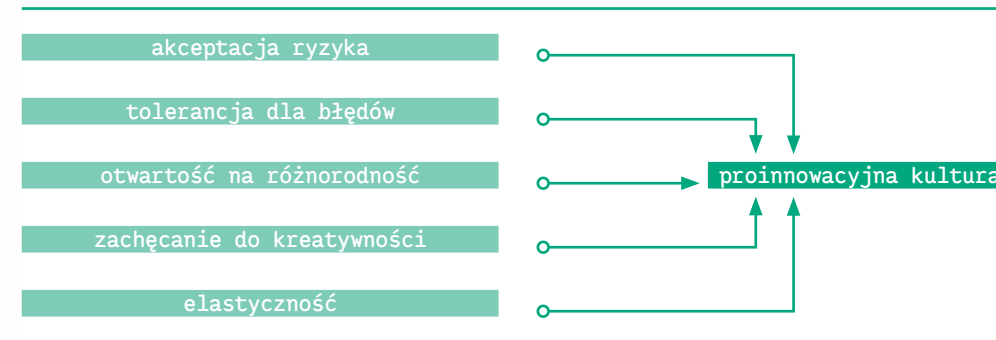 akceptacja ryzyka
tolerancja dla błędów
otwartość na różnorodność
proinnowacyjna kultura
zachęcanie do kreatywności
elastyczność